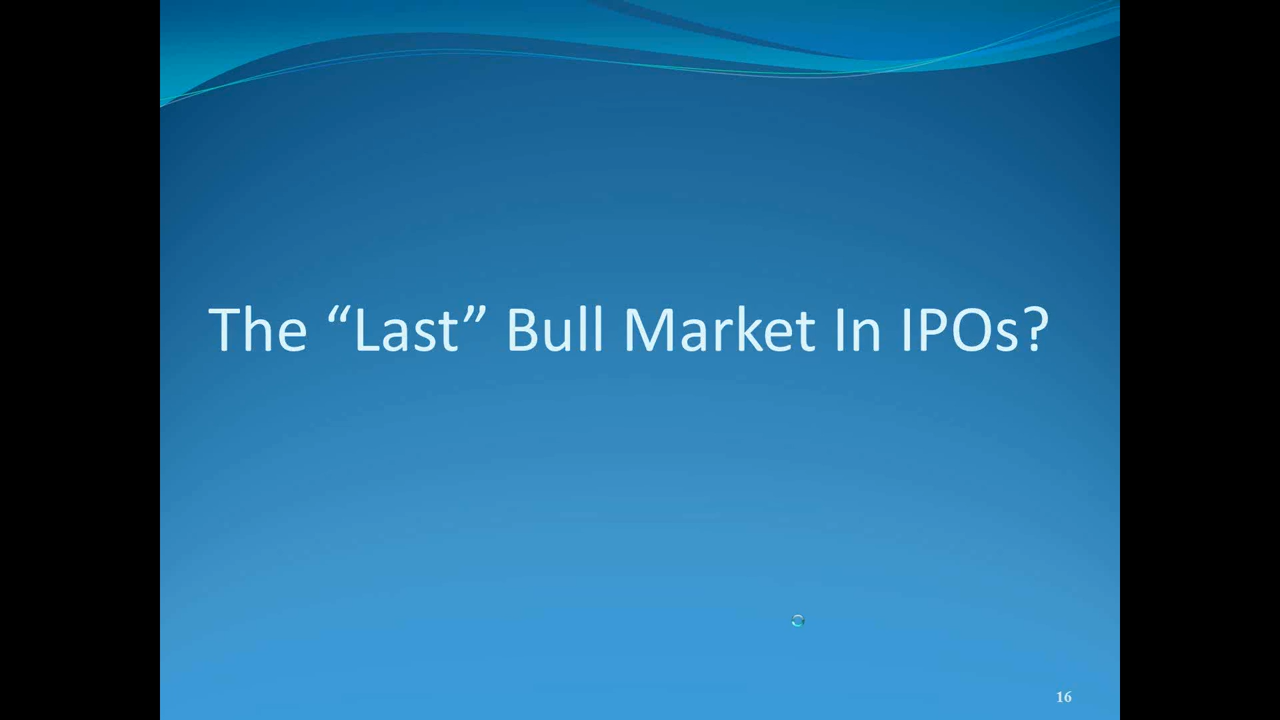 The “Last” Bull Market In IPOs?
16